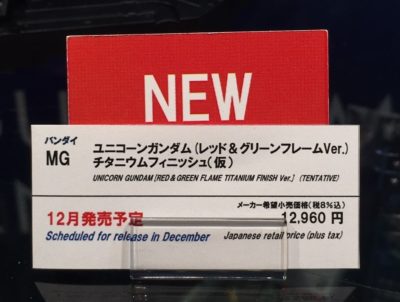 NEW
バンダイ
MG
ユニコーンガンダム(レッド&グリーンフレームVer.)
チタニウムフィニッシュ(仮)
UNICORN GUNDAM [RED & GREEN FLAME TITANIUM FINISH Ver.] (TENTATIVE)
メーカー希望小売価格(税8%込)
12月発売予定
12,960 円
Scheduled for release in December
Japanese retail price (plus tax)